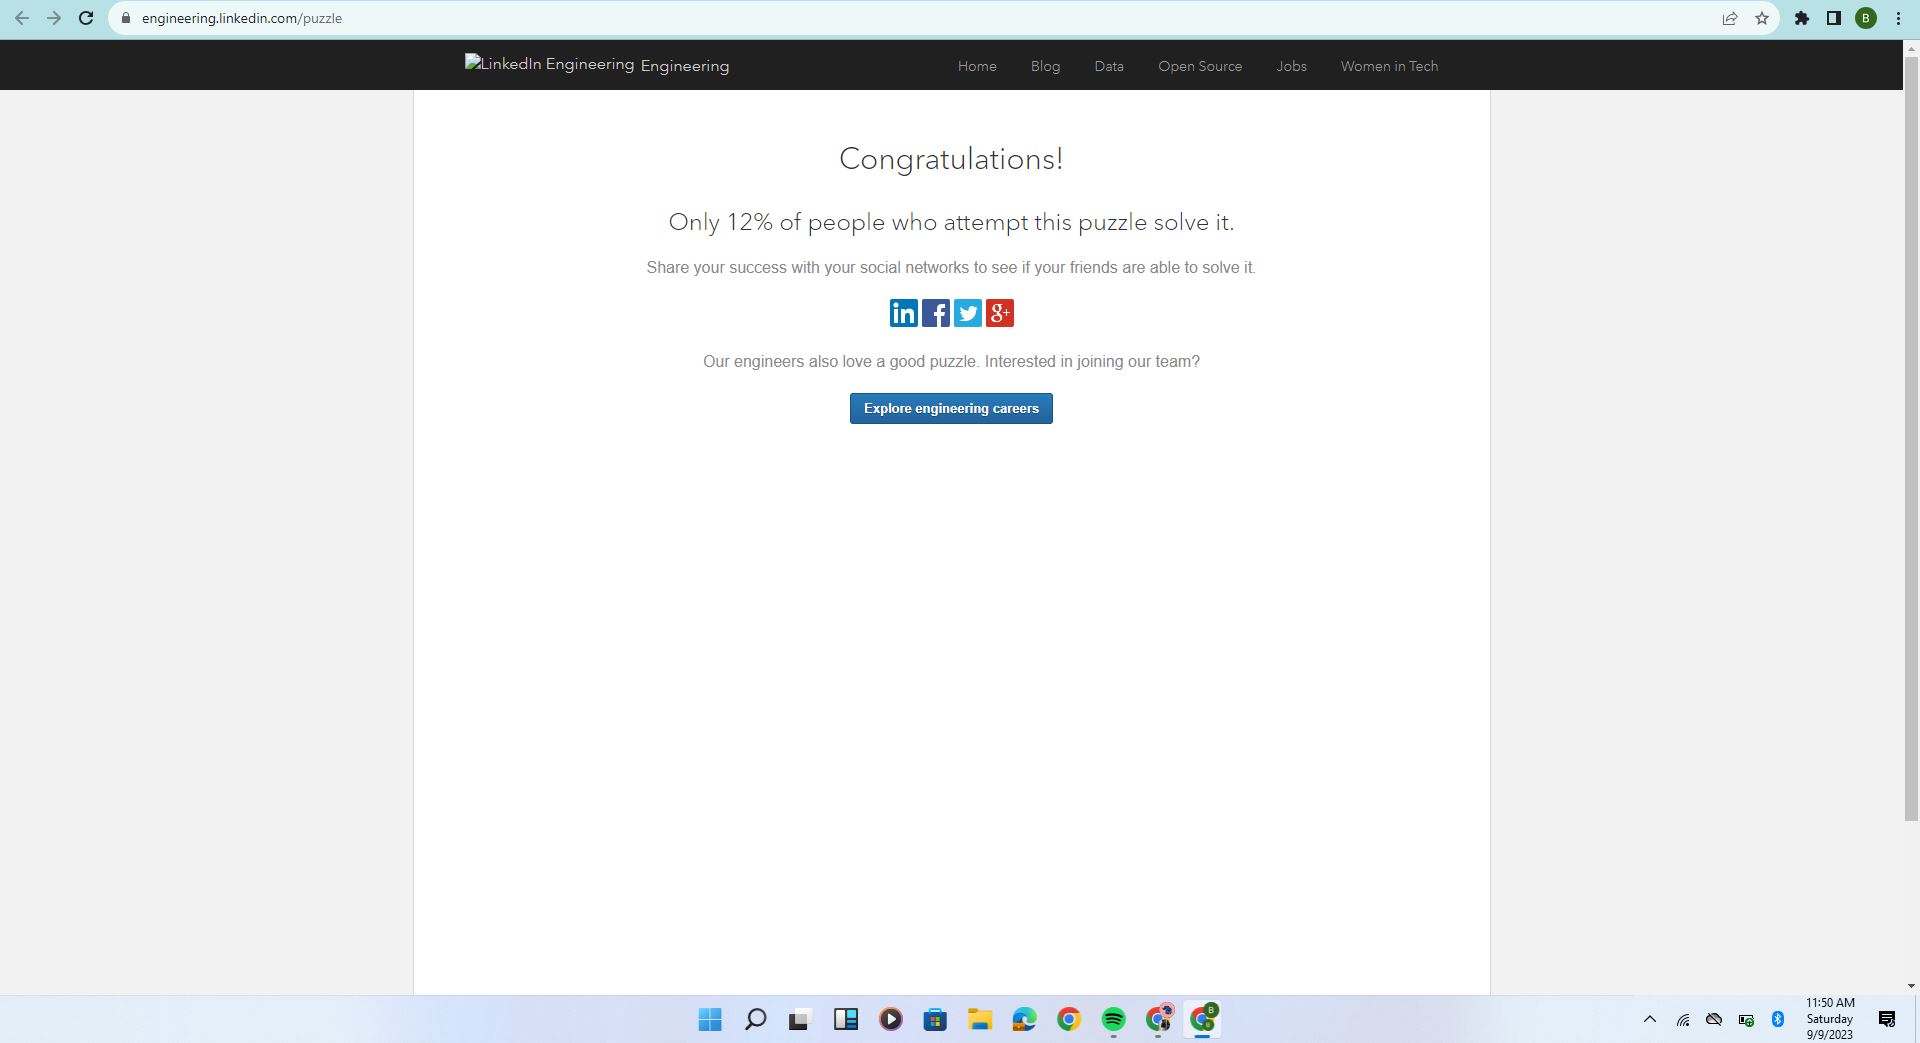 engineering.linkedin.com/puzzle
B
LinkedIn Engineering Engineering
Home Blog Data Open Source Jobs Women in Tech
Congratulations!
Only 12% of people who attempt this puzzle solve it.
Share your success with your social networks to see if your friends are able to solve it.
in f g+
Our engineers also love a good puzzle. Interested in joining our team?
Explore engineering careers
B
11:50 AM
Saturday
9/9/2023